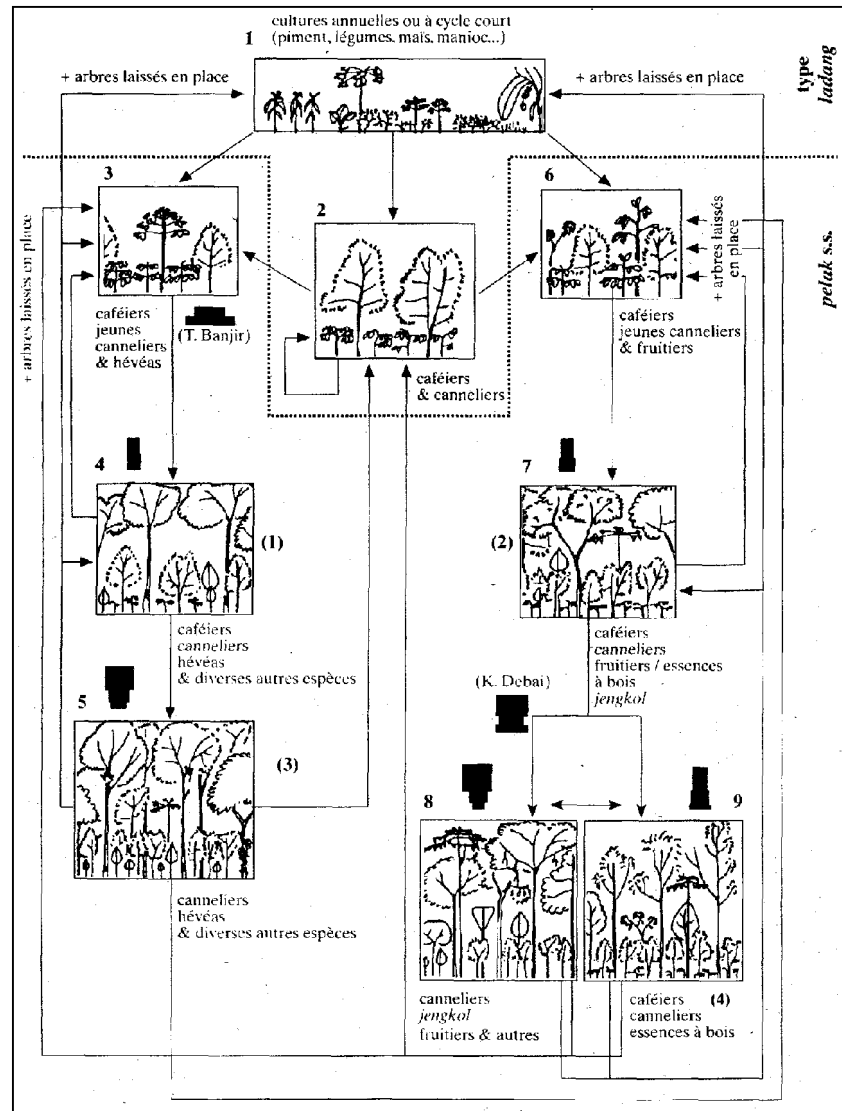 cultures annuelles ou à cycle court
1 (piment, légumes, maïs, manioc...)
+ arbres laissés en place
+ arbres laissés en place
type
ladang
3
2
6
+ arbres laissés
en place
pelak s.s.
+ arbres laissés en place
caféiers
jeunes
canneliers
& hévéas
(T. Banjir)
caféiers
& canneliers
caféiers
jeunes canneliers
& fruitiers
4
7
(1)
(2)
caféiers
canneliers
hévéas
& diverses autres espèces
caféiers
canneliers
fruitiers / essences
à bois
jengkol
(K. Debai)
5
(3)
8
9
canneliers
hévéas
& diverses autres espèces
canneliers
jengkol
fruitiers & autres
caféiers (4)
canneliers
essences à bois